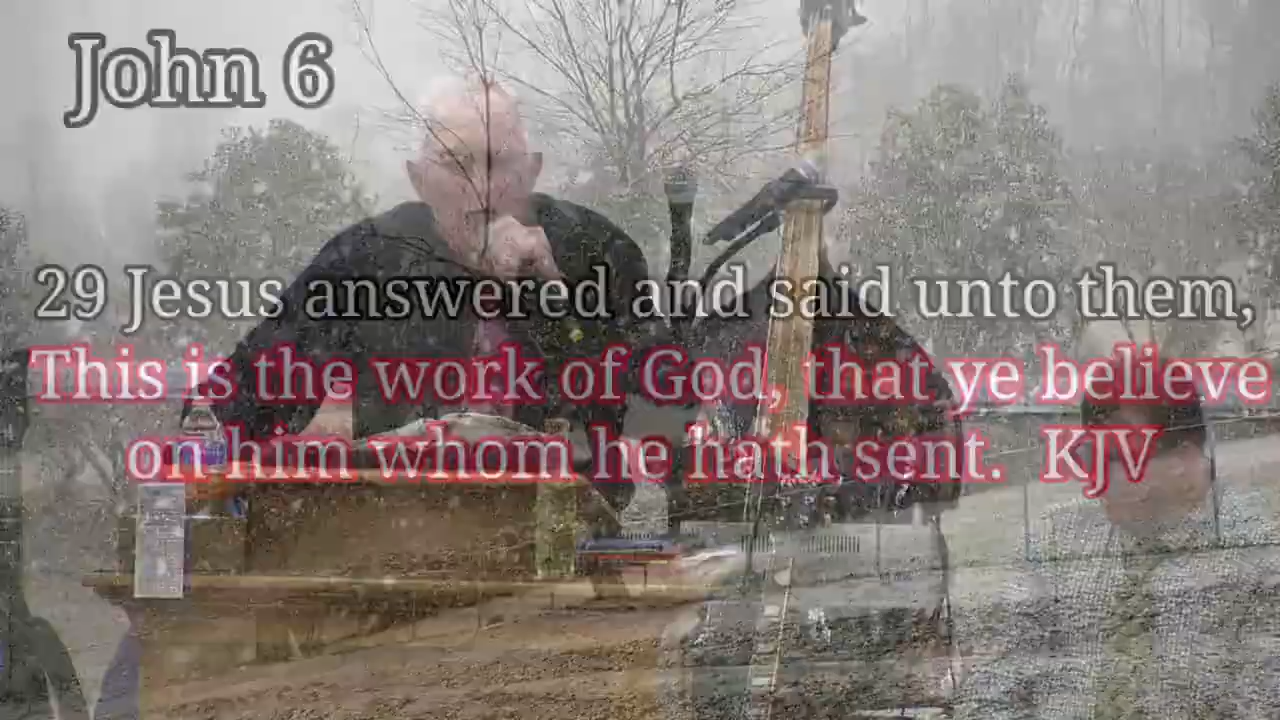 John 6
29 Jesus answered and said unto them,
This is the work of God, that ye believe
on him whom he hath sent. KJV